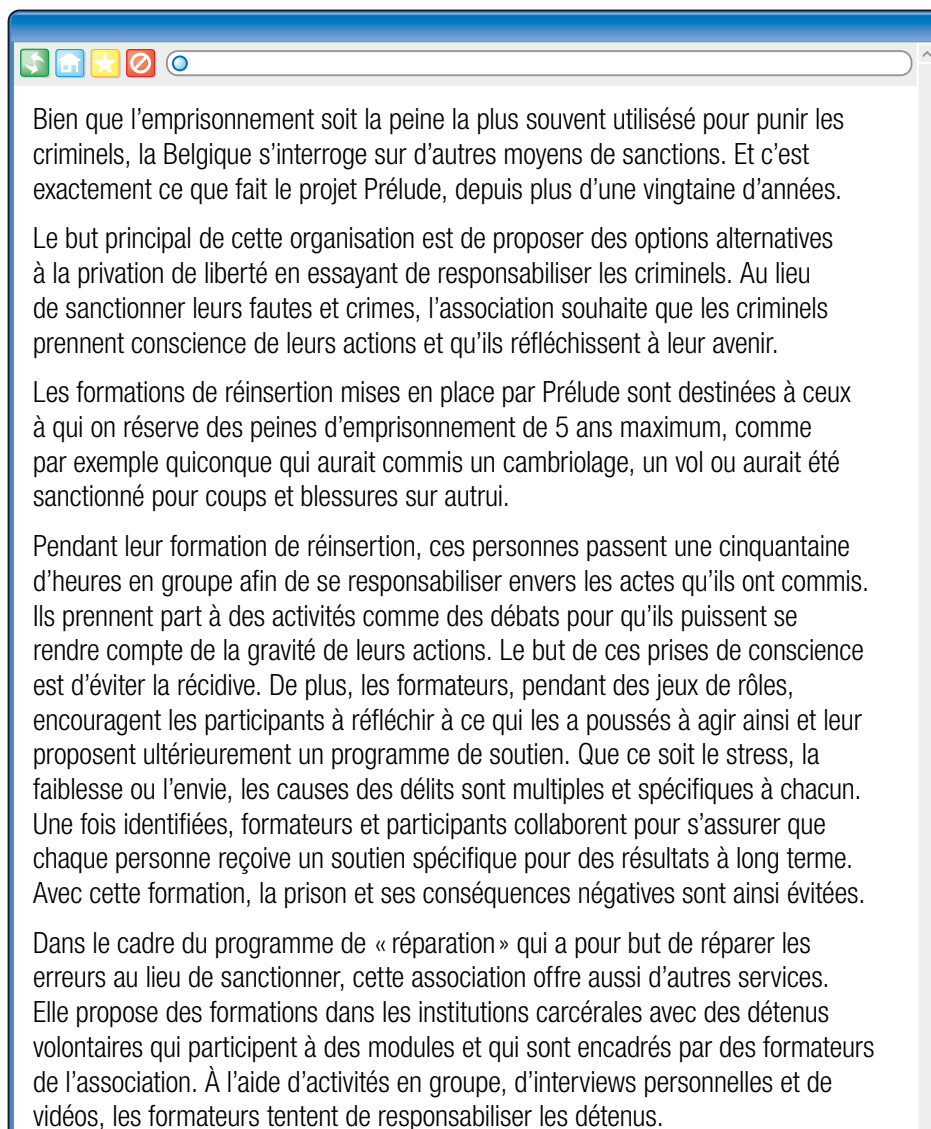 Bien que l’emprisonnement soit la peine la plus souvent utilisésé pour punir les
criminels, la Belgique s’interroge sur d’autres moyens de sanctions. Et c’est
exactement ce que fait le projet Prélude, depuis plus d’une vingtaine d’années.
Le but principal de cette organisation est de proposer des options alternatives
à la privation de liberté en essayant de responsabiliser les criminels. Au lieu
de sanctionner leurs fautes et crimes, l’association souhaite que les criminels
prennent conscience de leurs actions et qu’ils réfléchissent à leur avenir.
Les formations de réinsertion mises en place par Prélude sont destinées à ceux
à qui on réserve des peines d’emprisonnement de 5 ans maximum, comme
par exemple quiconque qui aurait commis un cambriolage, un vol ou aurait été
sanctionné pour coups et blessures sur autrui.
Pendant leur formation de réinsertion, ces personnes passent une cinquantaine
d’heures en groupe afin de se responsabiliser envers les actes qu’ils ont commis.
Ils prennent part à des activités comme des débats pour qu’ils puissent se
rendre compte de la gravité de leurs actions. Le but de ces prises de conscience
est d’éviter la récidive. De plus, les formateurs, pendant des jeux de rôles,
encouragent les participants à réfléchir à ce qui les a poussés à agir ainsi et leur
proposent ultérieurement un programme de soutien. Que ce soit le stress, la
faiblesse ou l’envie, les causes des délits sont multiples et spécifiques à chacun.
Une fois identifiées, formateurs et participants collaborent pour s’assurer que
chaque personne reçoive un soutien spécifique pour des résultats à long terme.
Avec cette formation, la prison et ses conséquences négatives sont ainsi évitées.
Dans le cadre du programme de « réparation » qui a pour but de réparer les
erreurs au lieu de sanctionner, cette association offre aussi d’autres services.
Elle propose des formations dans les institutions carcérales avec des détenus
volontaires qui participent à des modules et qui sont encadrés par des formateurs
de l’association. À l’aide d’activités en groupe, d’interviews personnelles et de
vidéos, les formateurs tentent de responsabiliser les détenus.